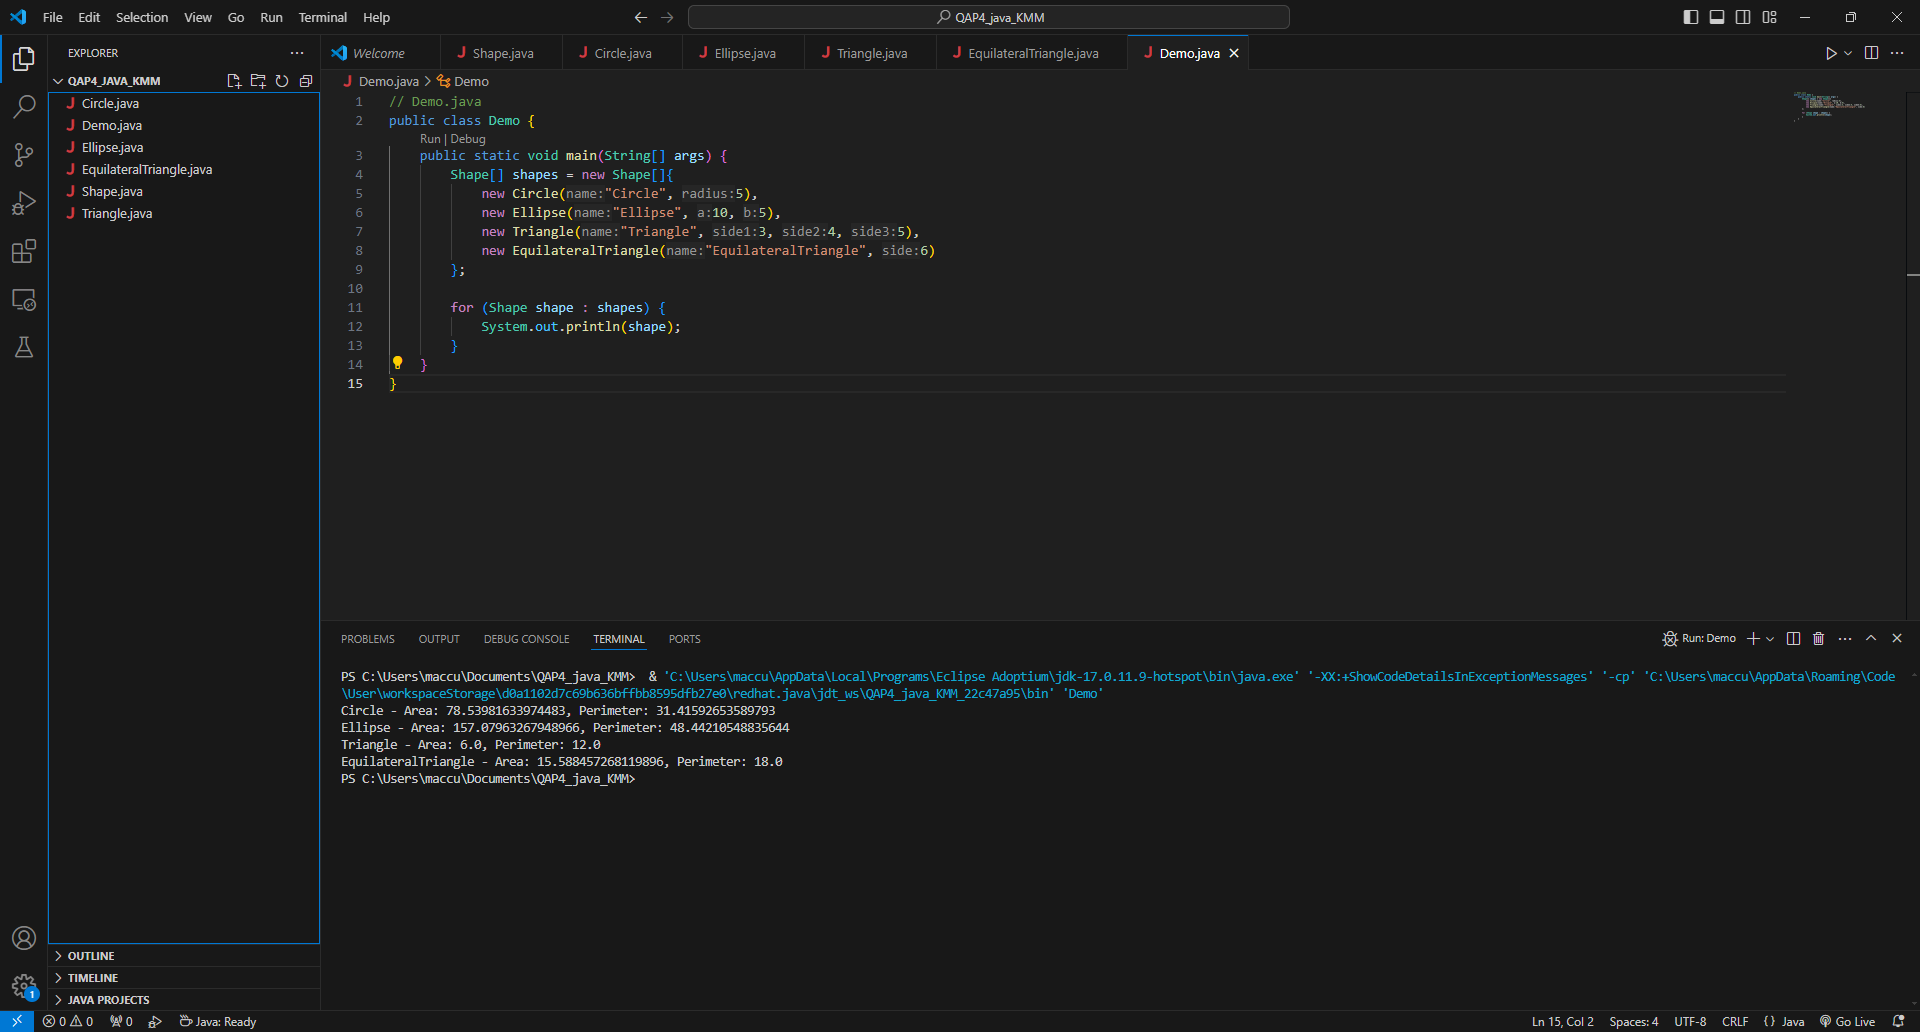 File Edit Selection View Go Run Terminal Help
QAP4_java_KMM
EXPLORER
QAP4_JAVA_KMM
Circle.java
Demo.java
Ellipse.java
EquilateralTriangle.java
Shape.java
Triangle.java
OUTLINE
TIMELINE
JAVA PROJECTS
Welcome Shape.java Circle.java Ellipse.java Triangle.java EquilateralTriangle.java Demo.java
Demo.java > Demo
1 // Demo.java
2 public class Demo {
Run | Debug
3 public static void main(String[] args) {
4 Shape[] shapes = new Shape[]{
5 new Circle(name:"Circle", radius:5),
6 new Ellipse(name:"Ellipse", a:10, b:5),
7 new Triangle(name:"Triangle", side1:3, side2:4, side3:5),
8 new EquilateralTriangle(name:"EquilateralTriangle", side:6)
9 };
10
11 for (Shape shape : shapes) {
12 System.out.println(shape);
13 }
14 }
15 }
PROBLEMS OUTPUT DEBUG CONSOLE TERMINAL PORTS
Run: Demo
PS C:\Users\maccu\Documents\QAP4_java_KMM> & 'C:\Users\maccu\AppData\Local\Programs\Eclipse Adoptium\jdk-17.0.11.9-hotspot\bin\java.exe' '-XX:+ShowCodeDetailsInExceptionMessages' '-cp' 'C:\Users\maccu\AppData\Roaming\Code
\User\workspaceStorage\d0a1102d7c69b636bffbb8595dfb27e0\redhat.java\jdt_ws\QAP4_java_KMM_22c47a95\bin' 'Demo'
Circle - Area: 78.53981633974483, Perimeter: 31.41592653589793
Ellipse - Area: 157.07963267948966, Perimeter: 48.44210548835644
Triangle - Area: 6.0, Perimeter: 12.0
EquilateralTriangle - Area: 15.588457268119896, Perimeter: 18.0
PS C:\Users\maccu\Documents\QAP4_java_KMM>
1
0 0 0 Java: Ready
Ln 15, Col 2 Spaces: 4 UTF-8 CRLF {} Java Go Live